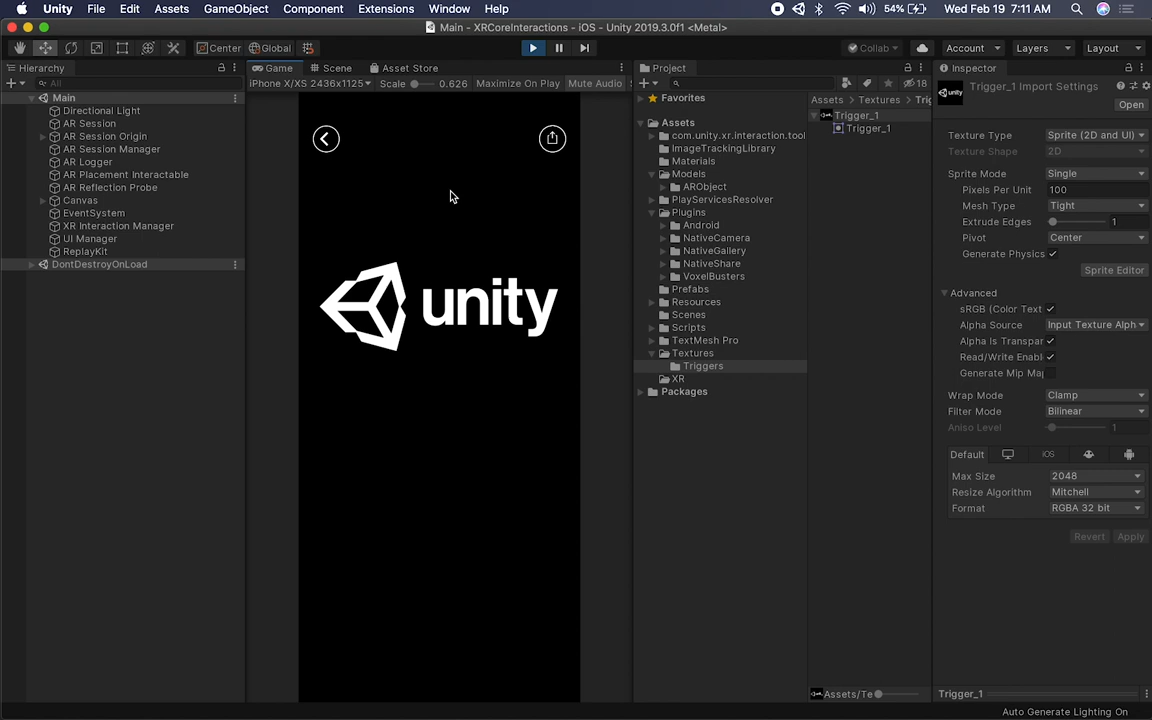 Unity File Edit Assets GameObject Component Extensions Window Help 54% Wed Feb 19 7:11 AM
Main - XRCoreInteractions - iOS - Unity 2019.3.0f1 <Metal>
Center Global Collab Account Layers Layout
Hierarchy
All
Main
Directional Light
AR Session
AR Session Origin
AR Session Manager
AR Logger
AR Placement Interactable
AR Reflection Probe
Canvas
EventSystem
XR Interaction Manager
UI Manager
ReplayKit
DontDestroyOnLoad
Game Scene Asset Store
iPhone X/XS 2436x1125 Scale 0.626 Maximize On Play Mute Audio
unity
Project
18
Favorites
Assets
com.unity.xr.interaction.tool
ImageTrackingLibrary
Materials
Models
ARObject
PlayServicesResolver
Plugins
Android
NativeCamera
NativeGallery
NativeShare
VoxelBusters
Prefabs
Resources
Scenes
Scripts
TextMesh Pro
Textures
Triggers
XR
Packages
Assets > Textures > Trig
Trigger_1
Trigger_1
Assets/Te
Inspector
unity
Trigger_1 Import Settings
Open
Texture Type Sprite (2D and UI)
Texture Shape 2D
Sprite Mode Single
Pixels Per Unit 100
Mesh Type Tight
Extrude Edges 1
Pivot Center
Generate Physics
Sprite Editor
Advanced
sRGB (Color Text
Alpha Source Input Texture Alph
Alpha Is Transpar
Read/Write Enabl
Generate Mip Map
Wrap Mode Clamp
Filter Mode Bilinear
Aniso Level 1
Default iOS
Max Size 2048
Resize Algorithm Mitchell
Format RGBA 32 bit
Revert Apply
Trigger_1
Auto Generate Lighting On